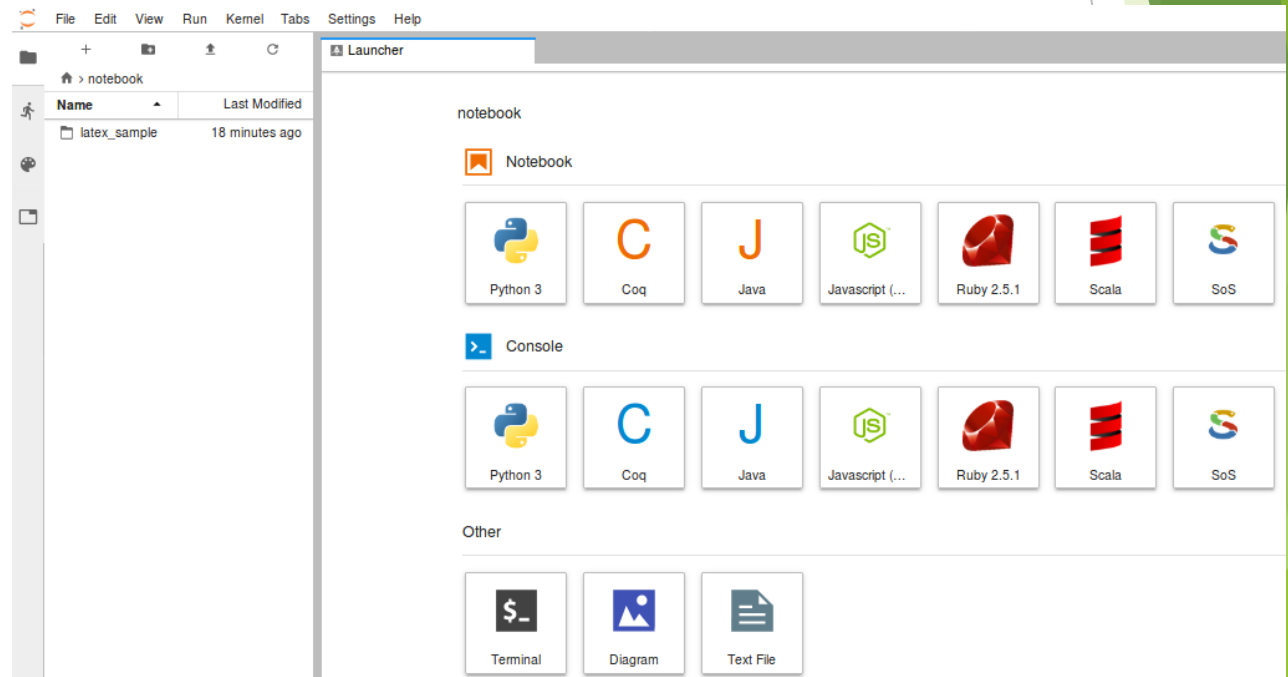 File Edit View Run Kernel Tabs Settings Help
Launcher
> notebook
Name Last Modified
latex_sample 18 minutes ago
notebook
Notebook
Python 3 Coq Java Javascript (... Ruby 2.5.1 Scala SoS
Console
Python 3 Coq Java Javascript (... Ruby 2.5.1 Scala SoS
Other
$_
Terminal Diagram Text File